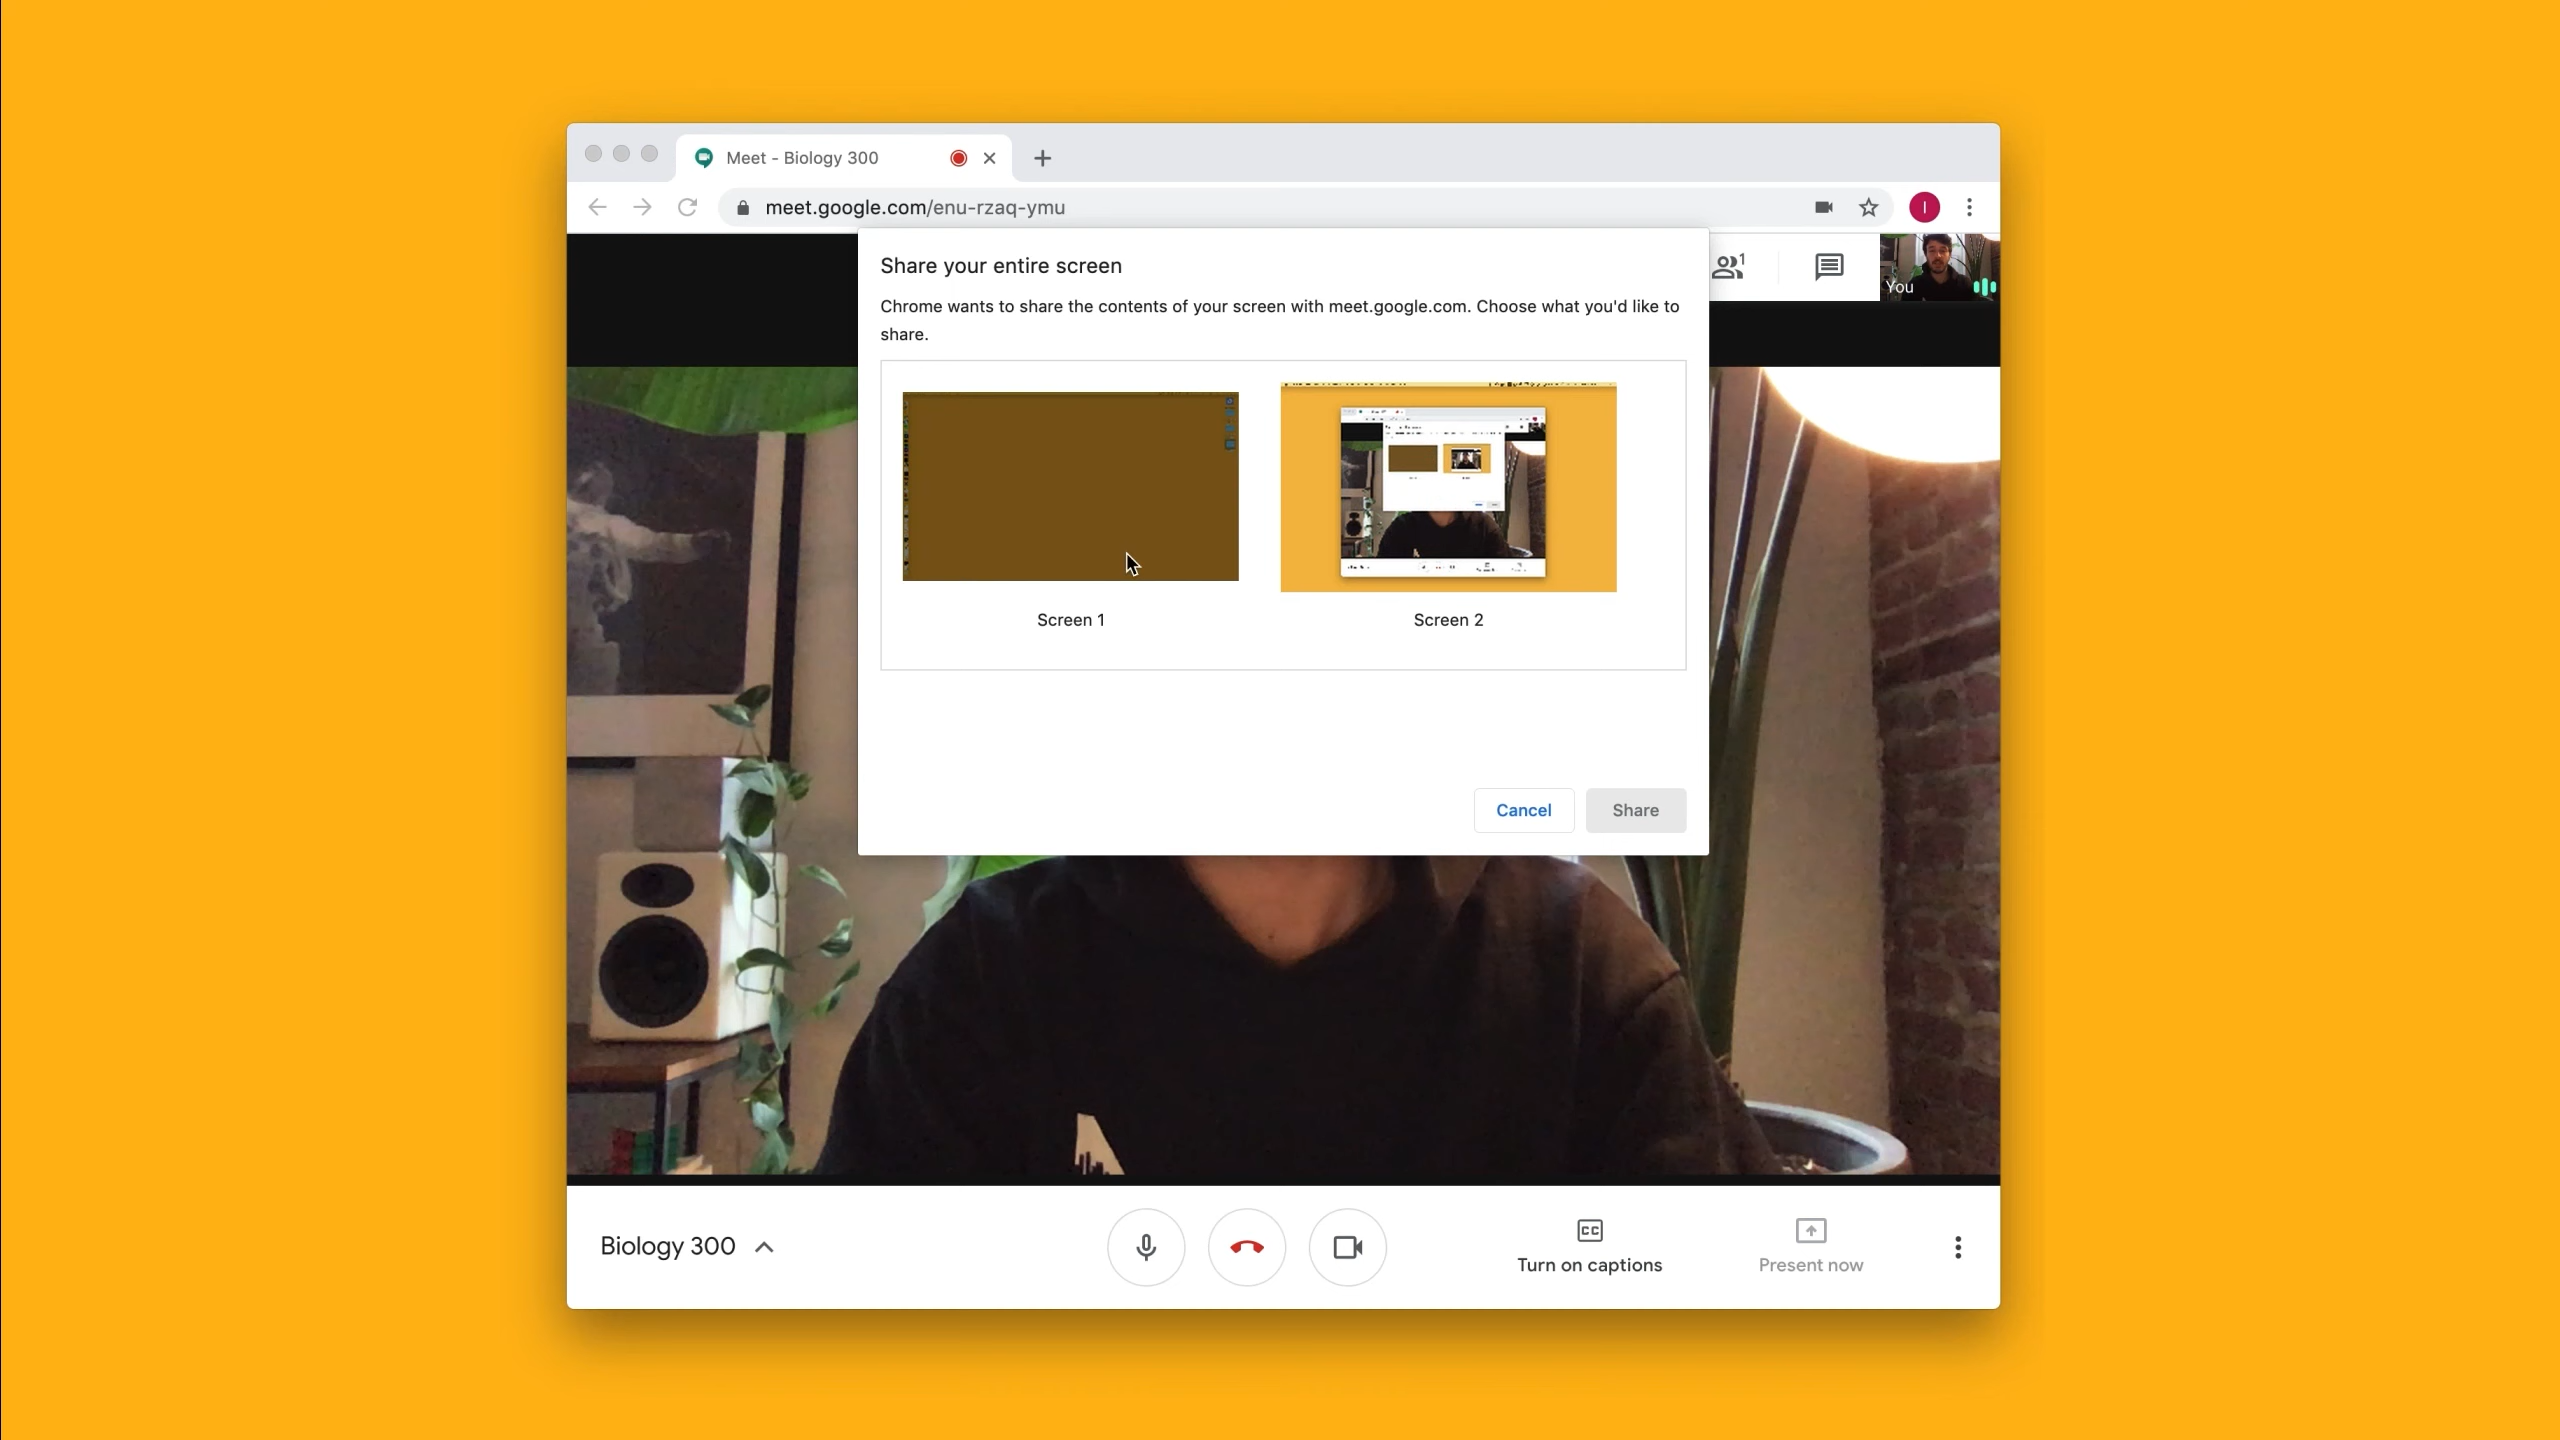 Meet - Biology 300
meet.google.com/enu-rzaq-ymu
I
Share your entire screen
Chrome wants to share the contents of your screen with meet.google.com. Choose what you'd like to
share.
1
You
Screen 1
Screen 2
Cancel
Share
Biology 300
CC
Turn on captions
Present now